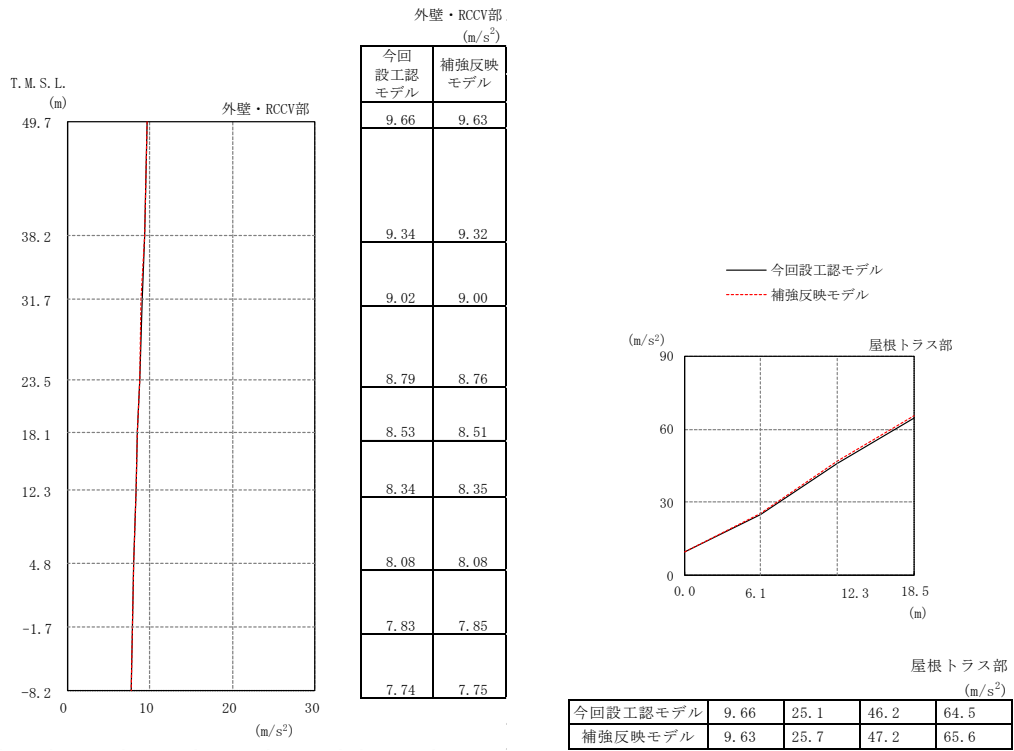 外壁・RCCV部
(m/s²)
今回
設工認
モデル
補強反映
モデル
9.66 9.63
9.34 9.32
9.02 9.00
8.79 8.76
8.53 8.51
8.34 8.35
8.08 8.08
7.83 7.85
7.74 7.75
T.M.S.L.
(m)
外壁・RCCV部
49.7
38.2
31.7
23.5
18.1
12.3
4.8
-1.7
-8.2
0 10 20 30
(m/s²)
今回設工認モデル
補強反映モデル
(m/s²)
屋根トラス部
90
60
30
0
0.0 6.1 12.3 18.5
(m)
屋根トラス部
(m/s²)
今回設工認モデル 9.66 25.1 46.2 64.5
補強反映モデル 9.63 25.7 47.2 65.6